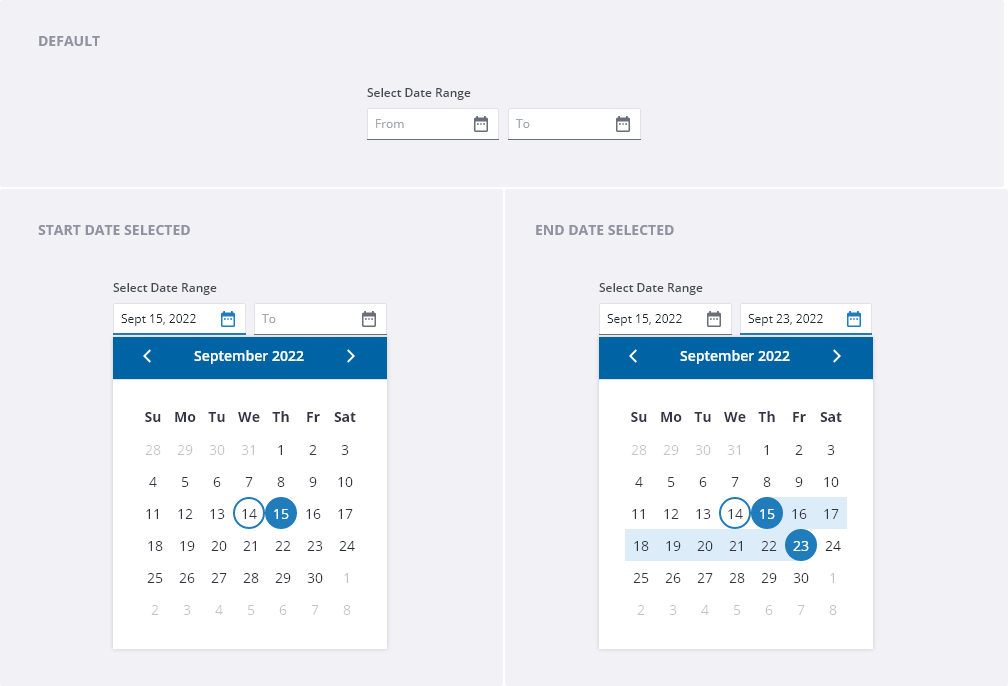 DEFAULT
Select Date Range
From To
START DATE SELECTED
Select Date Range
Sept 15, 2022 To
September 2022
Su Mo Tu We Th Fr Sat
28 29 30 31 1 2 3
4 5 6 7 8 9 10
11 12 13 14 15 16 17
18 19 20 21 22 23 24
25 26 27 28 29 30 1
2 3 4 5 6 7 8
END DATE SELECTED
Select Date Range
Sept 15, 2022 Sept 23, 2022
September 2022
Su Mo Tu We Th Fr Sat
28 29 30 31 1 2 3
4 5 6 7 8 9 10
11 12 13 14 15 16 17
18 19 20 21 22 23 24
25 26 27 28 29 30 1
2 3 4 5 6 7 8